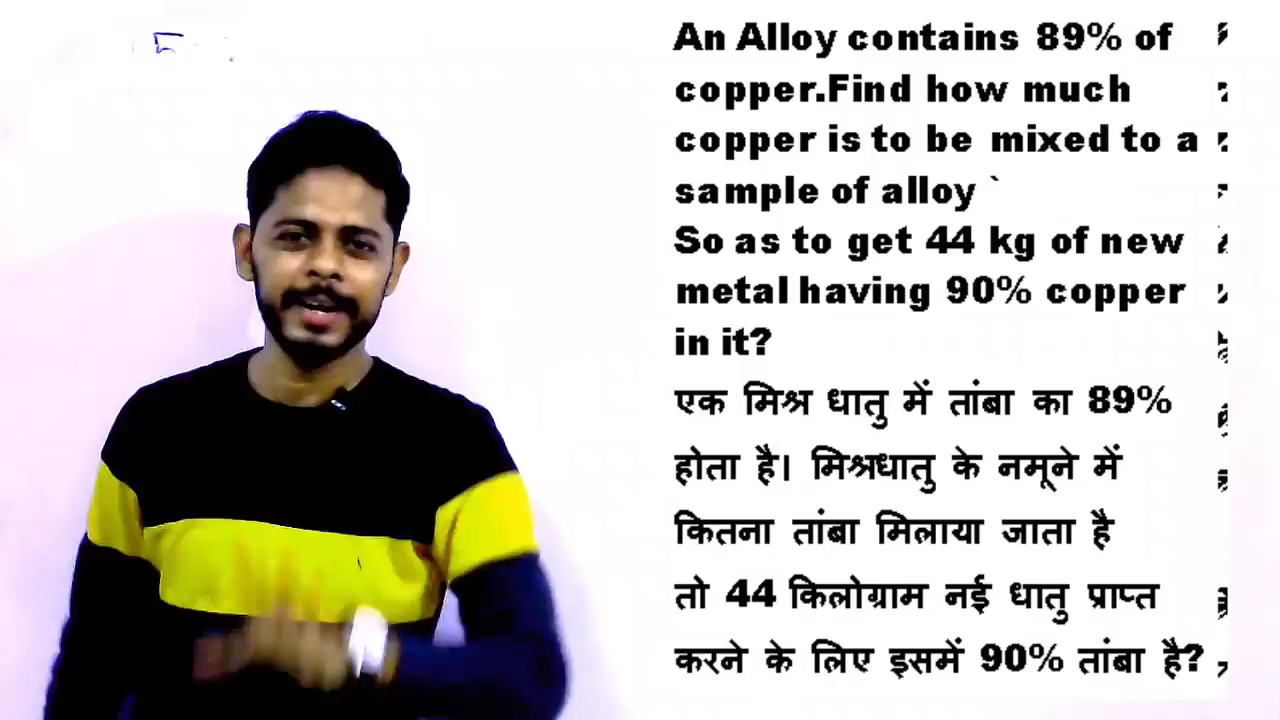 An Alloy contains 89% of
copper.Find how much
copper is to be mixed to a
sample of alloy `
So as to get 44 kg of new
metal having 90% copper
in it?
एक मिश्र धातु में तांबा का 89%
होता है। मिश्रधातु के नमूने में
कितना तांबा मिलाया जाता है
तो 44 किलोग्राम नई धातु प्राप्त
करने के लिए इसमें 90% तांबा है?